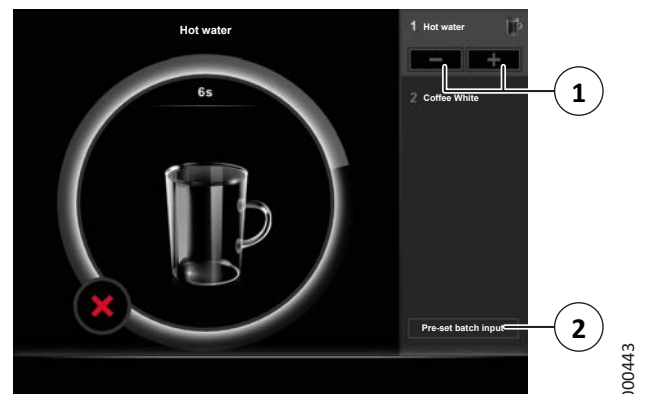 Hot water
6s
1 Hot water
− +
2 Coffee White
Pre-set batch input
1
2
000443